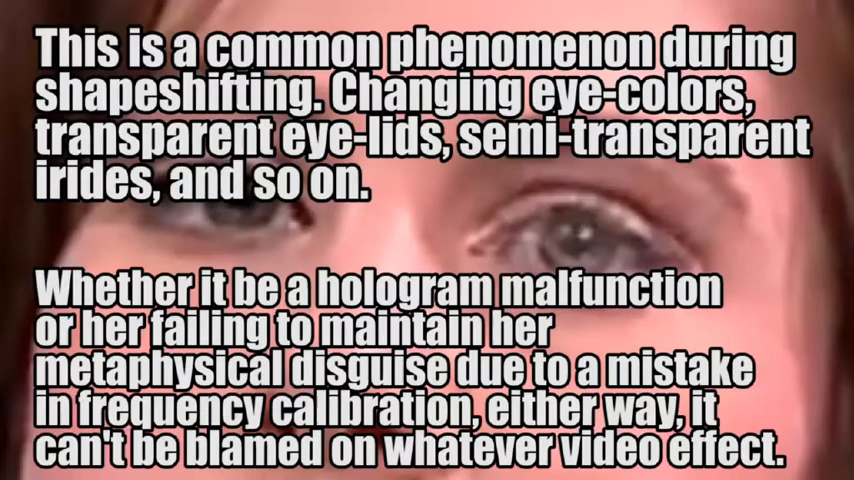 This is a common phenomenon during
shapeshifting. Changing eye-colors,
transparent eye-lids, semi-transparent
irides, and so on.
Whether it be a hologram malfunction
or her failing to maintain her
metaphysical disguise due to a mistake
in frequency calibration, either way, it
can't be blamed on whatever video effect.